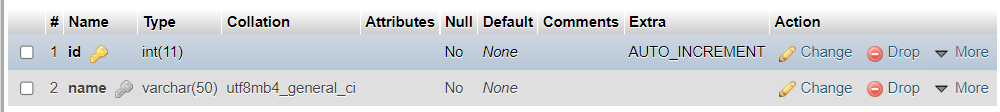 # Name Type Collation Attributes Null Default Comments Extra Action
1 id int(11) No None AUTO_INCREMENT Change Drop More
2 name varchar(50) utf8mb4_general_ci No None Change Drop More